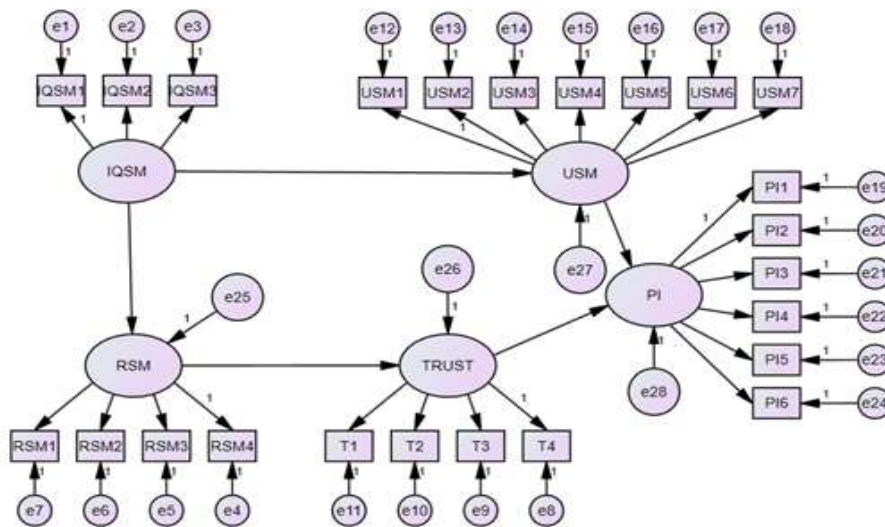 e1 e2 e3 e12 e13 e14 e15 e16 e17 e18
1 1 1 1 1 1 1 1 1 1
IQSM1 IQSM2 IQSM3 USM1 USM2 USM3 USM4 USM5 USM6 USM7
1 1
IQSM USM
PI1 1 e19
1
PI2 1 e20
1
e26 e27 PI3 1 e21
e25 PI
1 1 PI4 1 e22
1
RSM TRUST PI5 1 e23
e28
1 1 PI6 1 e24
RSM1 RSM2 RSM3 RSM4 T1 T2 T3 T4
1 1 1 1 1 1 1 1
e7 e6 e5 e4 e11 e10 e9 e8